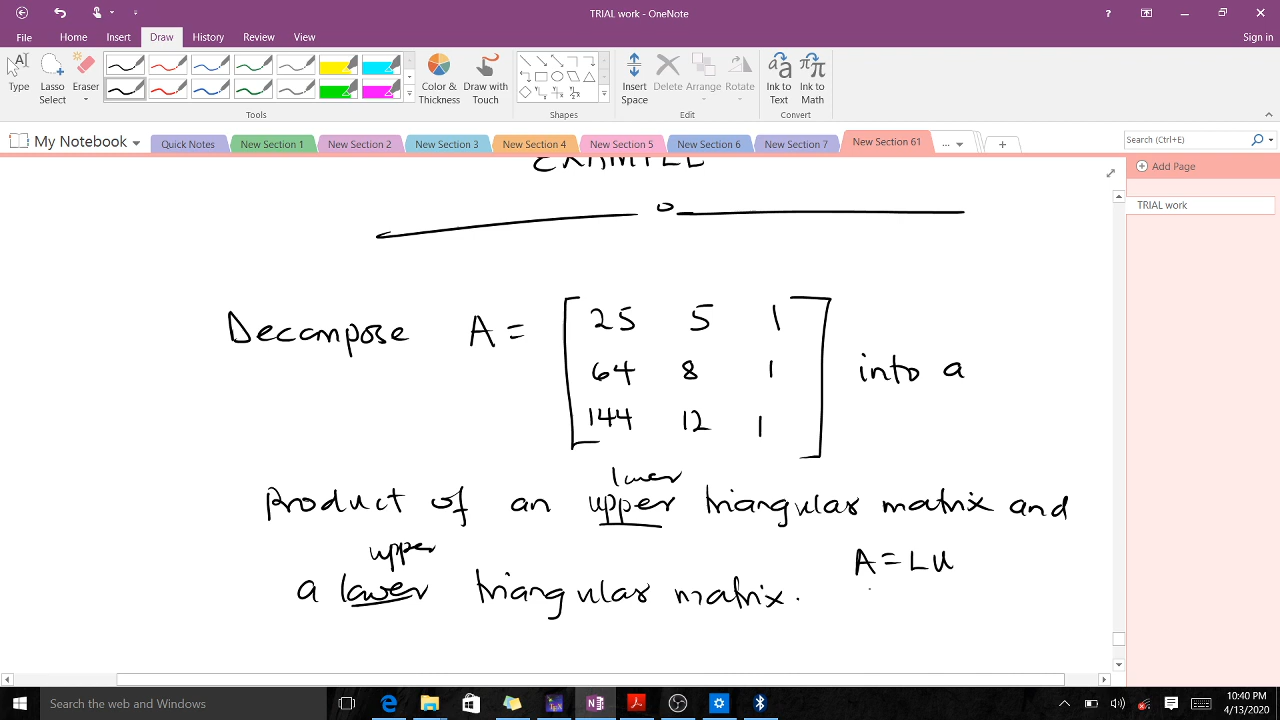 TRIAL work - OneNote
File Home Insert Draw History Review View Sign in
Type Lasso Select Eraser Color & Thickness Draw with Touch Insert Space Delete Arrange Rotate Ink to Text Ink to Math
Tools Shapes Edit Convert
My Notebook Quick Notes New Section 1 New Section 2 New Section 3 New Section 4 New Section 5 New Section 6 New Section 7 New Section 61 ... Search (Ctrl+E)
Add Page
TRIAL work
EXAMPLE
Decompose A = [ 25 5 1
64 8 1 into a
144 12 1 ]
lower
product of an upper triangular matrix and
upper
A = LU
a lower triangular matrix.
Search the web and Windows
10:40 PM
4/13/2020